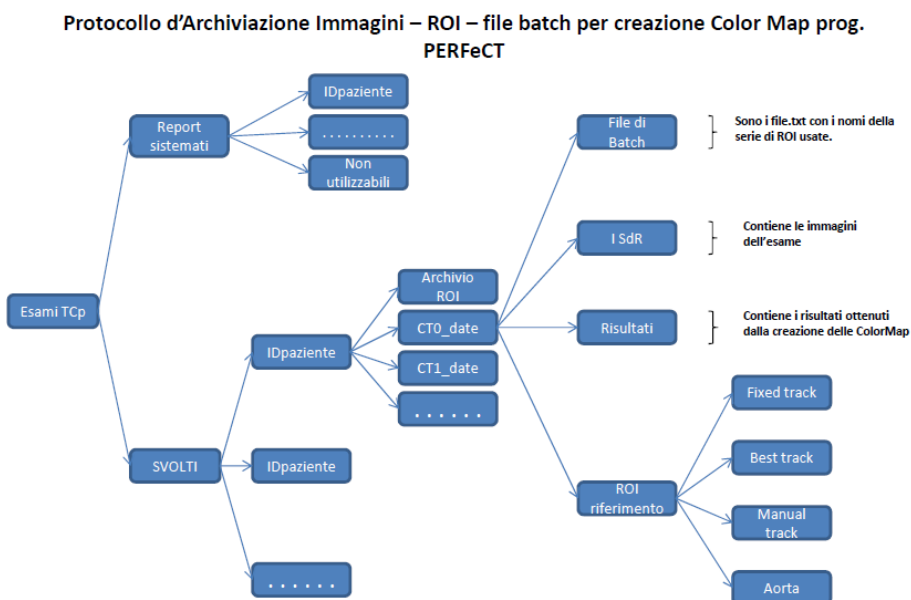 Protocollo d'Archiviazione Immagini – ROI – file batch per creazione Color Map prog.
PERFeCT
IDpaziente
Report
sistemati
. . . . . . . . . .
Non
utilizzabili
File di
Batch
Sono i file.txt con i nomi della
serie di ROI usate.
I SdR
Contiene le immagini
dell'esame
Archivio
ROI
Esami TCp
CT0_date
Risultati
Contiene i risultati ottenuti
dalla creazione delle ColorMap
IDpaziente
CT1_date
. . . . . .
Fixed track
SVOLTI
IDpaziente
Best track
ROI
riferimento
Manual
track
. . . . . .
Aorta